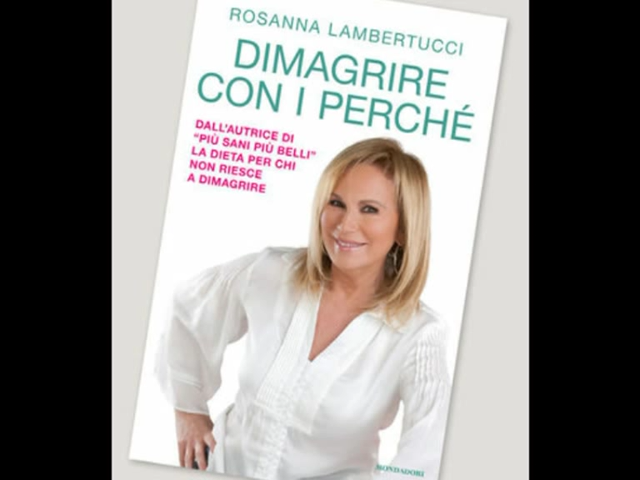 ROSANNA LAMBERTUCCI
DIMAGRIRE
CON I PERCHÉ
DALL'AUTRICE DI
"PIÙ SANI PIÙ BELLI"
LA DIETA PER CHI
NON RIESCE
A DIMAGRIRE
MONDADORI